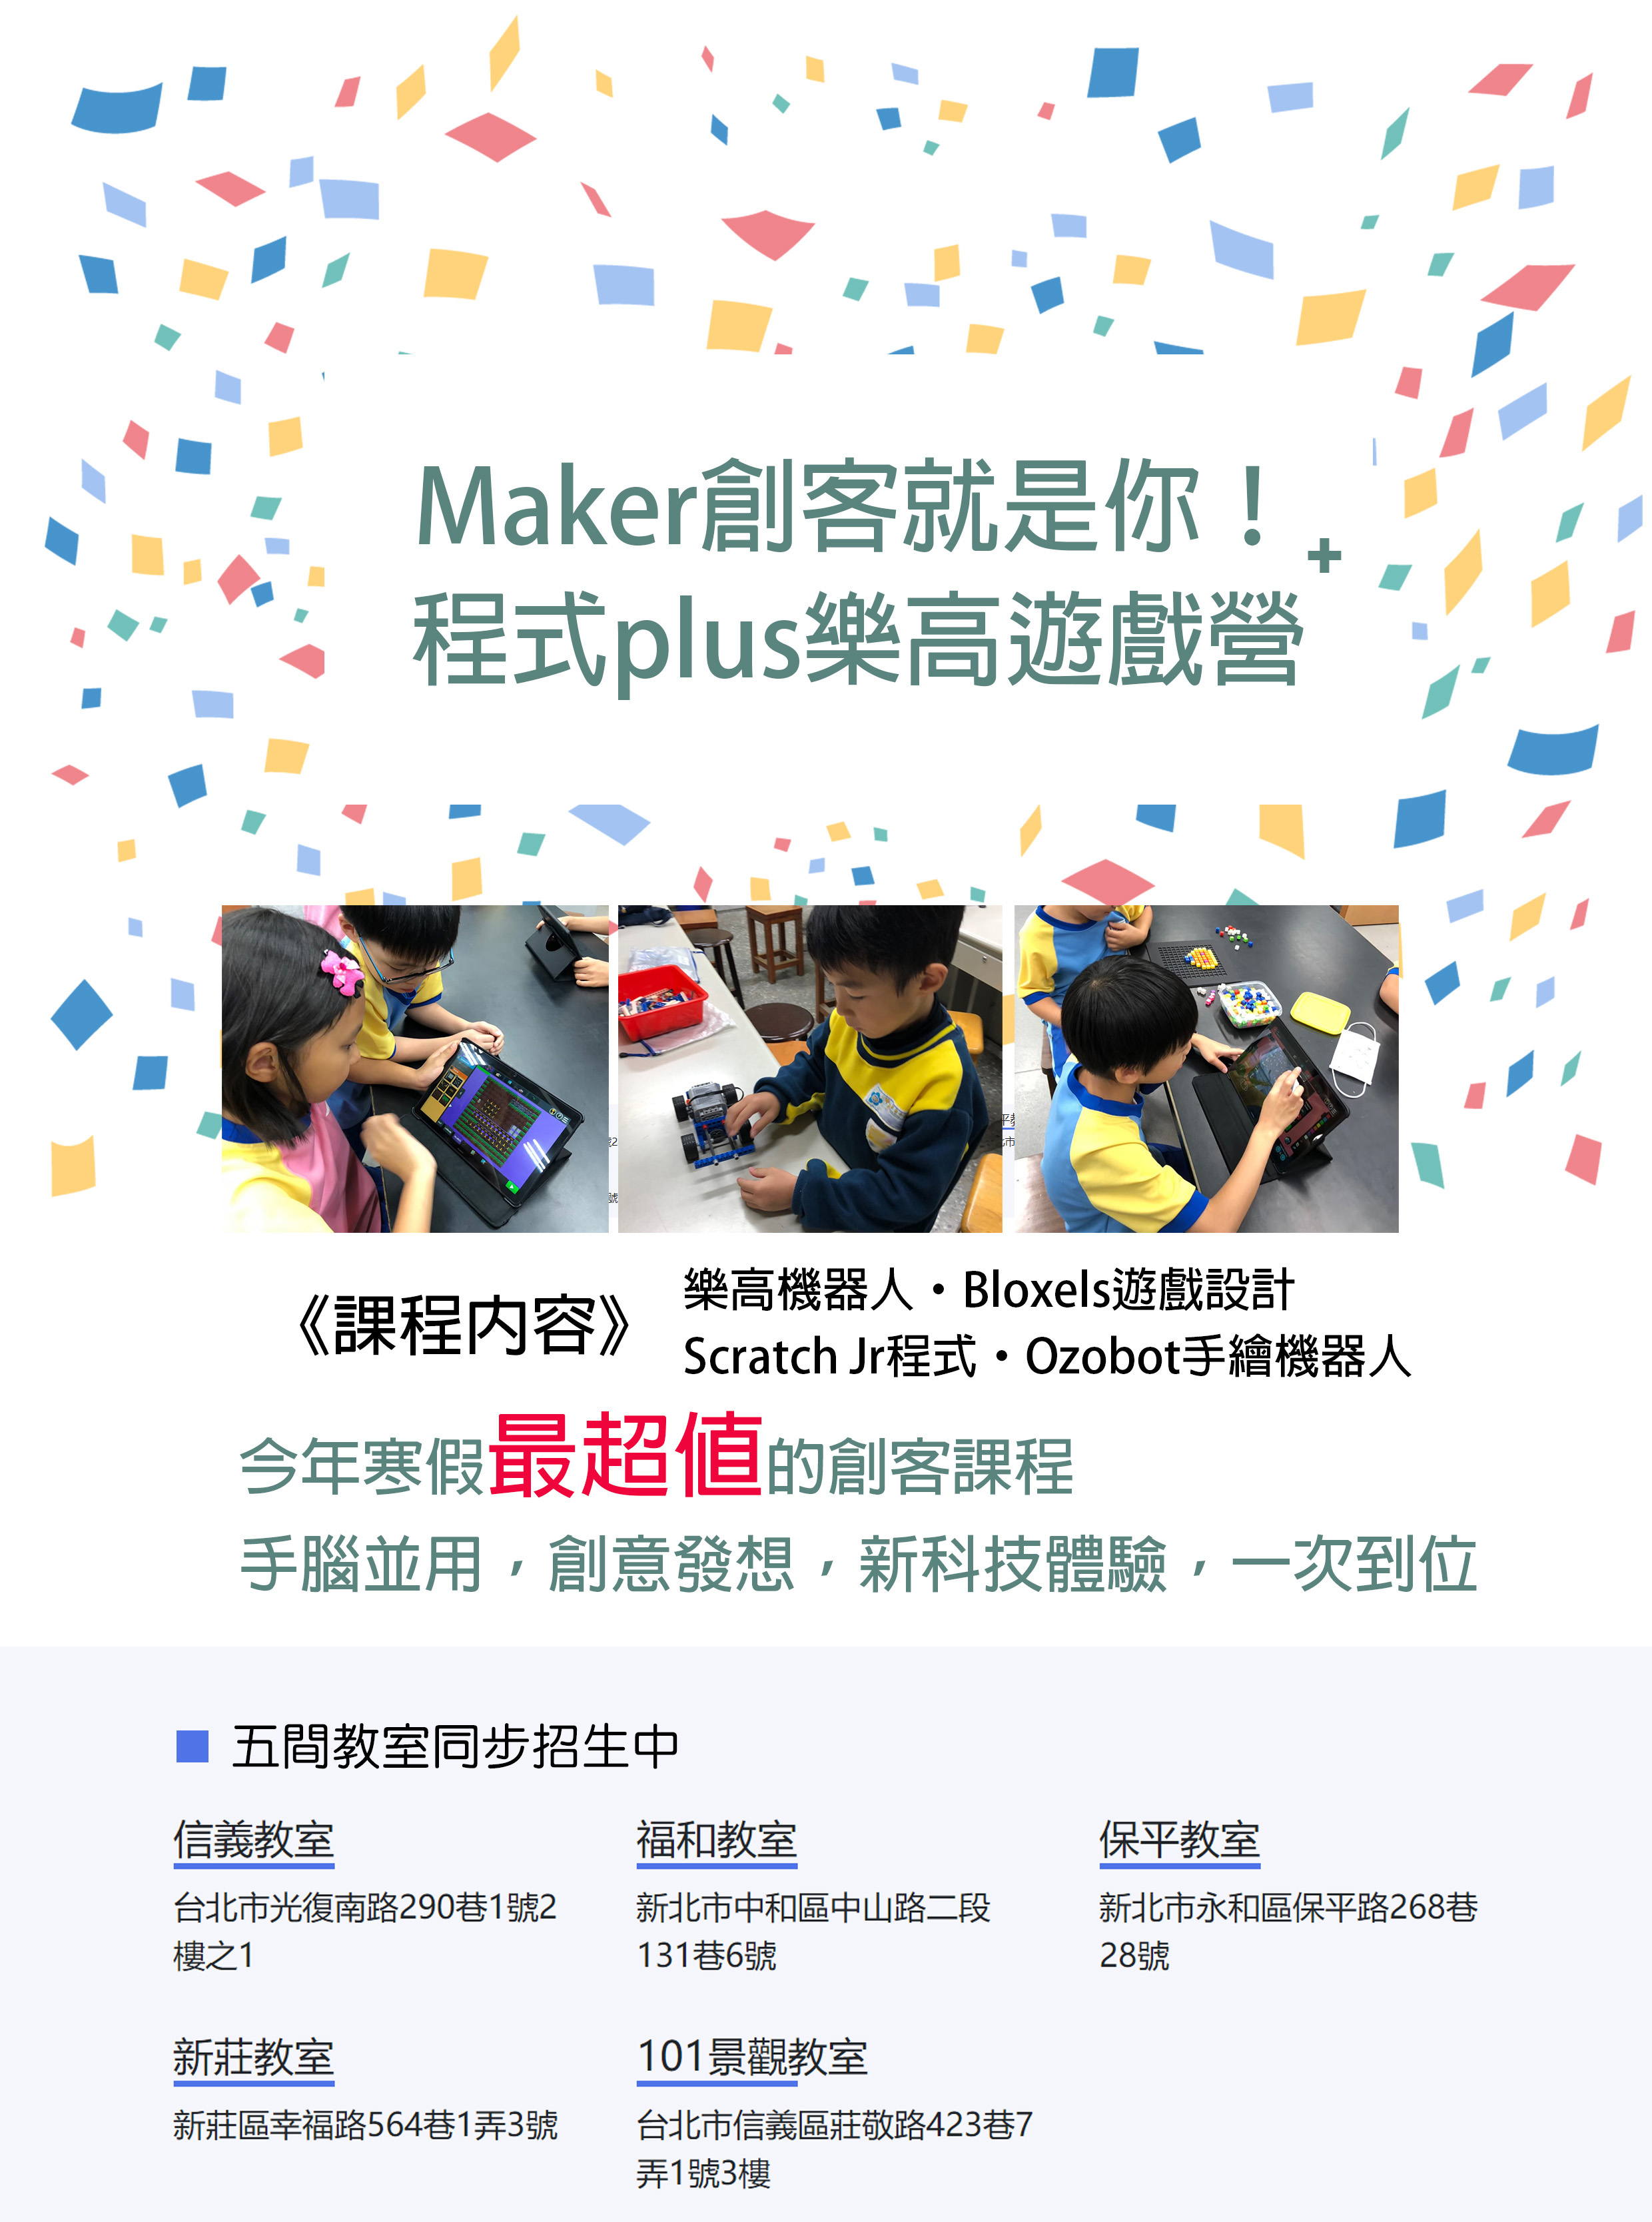 Maker創客就是你！
+
程式plus樂高遊戲營
《課程內容》
樂高機器人・Bloxels遊戲設計
Scratch Jr程式・Ozobot手繪機器人
今年寒假最超值的創客課程
手腦並用，創意發想，新科技體驗，一次到位
五間教室同步招生中
信義教室
台北市光復南路290巷1號2
樓之1
福和教室
新北市中和區中山路二段
131巷6號
保平教室
新北市永和區保平路268巷
28號
新莊教室
新莊區幸福路564巷1弄3號
101景觀教室
台北市信義區莊敬路423巷7
弄1號3樓